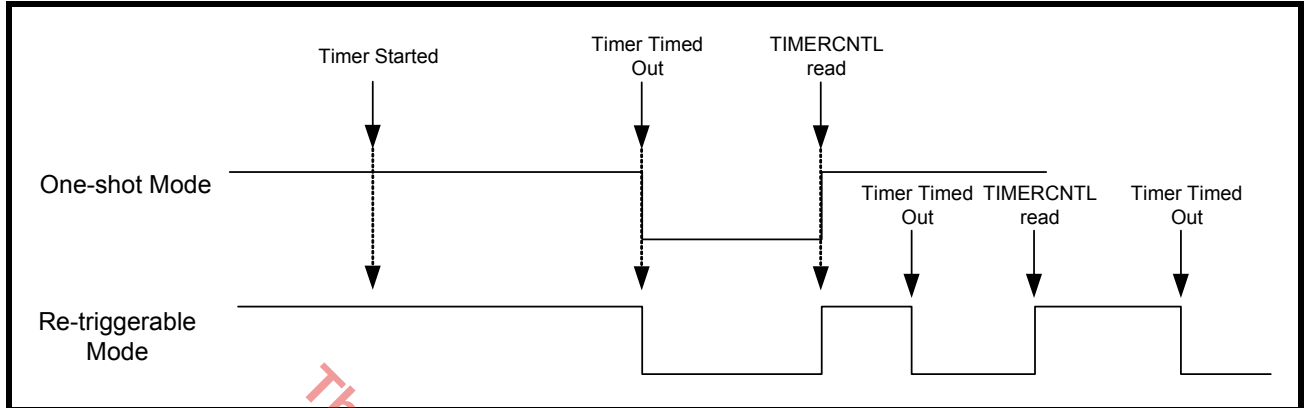 Timer Started
Timer Timed
Out
TIMERCNTL
read
One-shot Mode
Timer Timed
Out
TIMERCNTL
read
Timer Timed
Out
Re-triggerable
Mode
Th